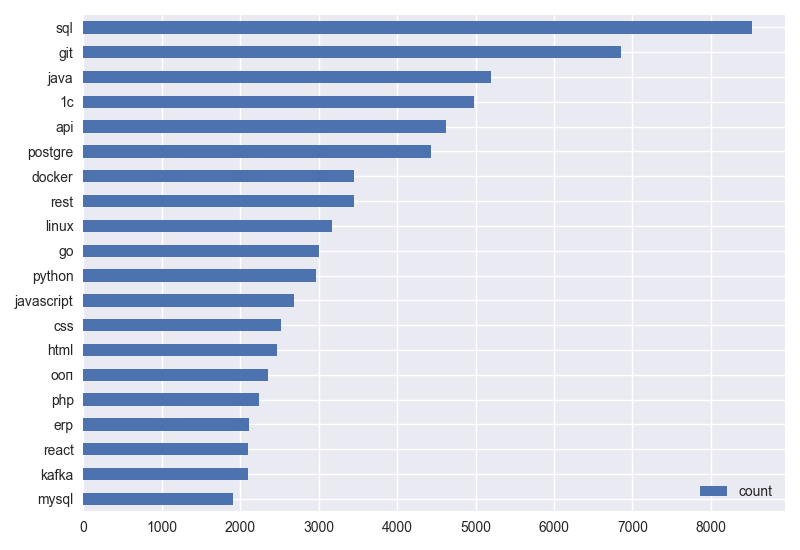 sql
git
java
1c
api
postgre
docker
rest
linux
go
python
javascript
css
html
ооп
php
erp
react
kafka
mysql
count
0 1000 2000 3000 4000 5000 6000 7000 8000